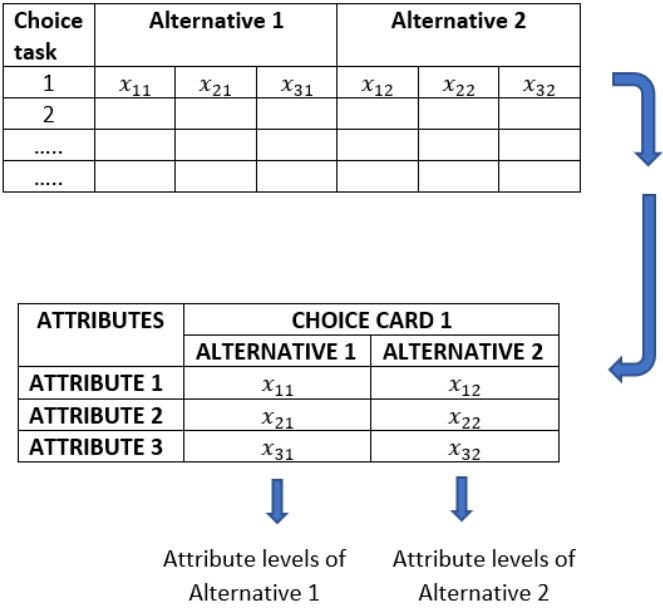 Choice task Alternative 1 Alternative 2
1 x₁₁ x₂₁ x₃₁ x₁₂ x₂₂ x₃₂
2
.....
.....
ATTRIBUTES CHOICE CARD 1
ALTERNATIVE 1 ALTERNATIVE 2
ATTRIBUTE 1 x₁₁ x₁₂
ATTRIBUTE 2 x₂₁ x₂₂
ATTRIBUTE 3 x₃₁ x₃₂
Attribute levels of Attribute levels of
Alternative 1 Alternative 2